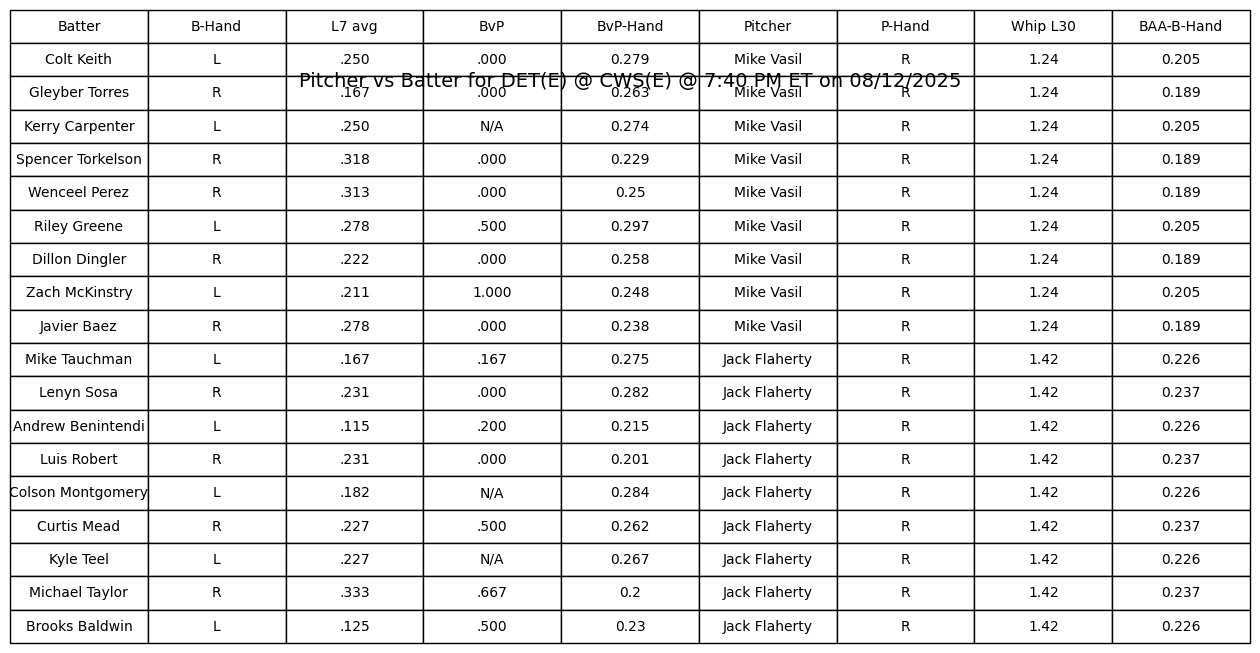 Batter B-Hand L7 avg BvP BvP-Hand Pitcher P-Hand Whip L30 BAA-B-Hand
Colt Keith L .250 .000 0.279 Mike Vasil R 1.24 0.205
Pitcher vs Batter for DET(E) @ CWS(E) @ 7:40 PM ET on 08/12/2025
Gleyber Torres R .167 .000 0.263 Mike Vasil R 1.24 0.189
Kerry Carpenter L .250 N/A 0.274 Mike Vasil R 1.24 0.205
Spencer Torkelson R .318 .000 0.229 Mike Vasil R 1.24 0.189
Wenceel Perez R .313 .000 0.25 Mike Vasil R 1.24 0.189
Riley Greene L .278 .500 0.297 Mike Vasil R 1.24 0.205
Dillon Dingler R .222 .000 0.258 Mike Vasil R 1.24 0.189
Zach McKinstry L .211 1.000 0.248 Mike Vasil R 1.24 0.205
Javier Baez R .278 .000 0.238 Mike Vasil R 1.24 0.189
Mike Tauchman L .167 .167 0.275 Jack Flaherty R 1.42 0.226
Lenyn Sosa R .231 .000 0.282 Jack Flaherty R 1.42 0.237
Andrew Benintendi L .115 .200 0.215 Jack Flaherty R 1.42 0.226
Luis Robert R .231 .000 0.201 Jack Flaherty R 1.42 0.237
Colson Montgomery L .182 N/A 0.284 Jack Flaherty R 1.42 0.226
Curtis Mead R .227 .500 0.262 Jack Flaherty R 1.42 0.237
Kyle Teel L .227 N/A 0.267 Jack Flaherty R 1.42 0.226
Michael Taylor R .333 .667 0.2 Jack Flaherty R 1.42 0.237
Brooks Baldwin L .125 .500 0.23 Jack Flaherty R 1.42 0.226